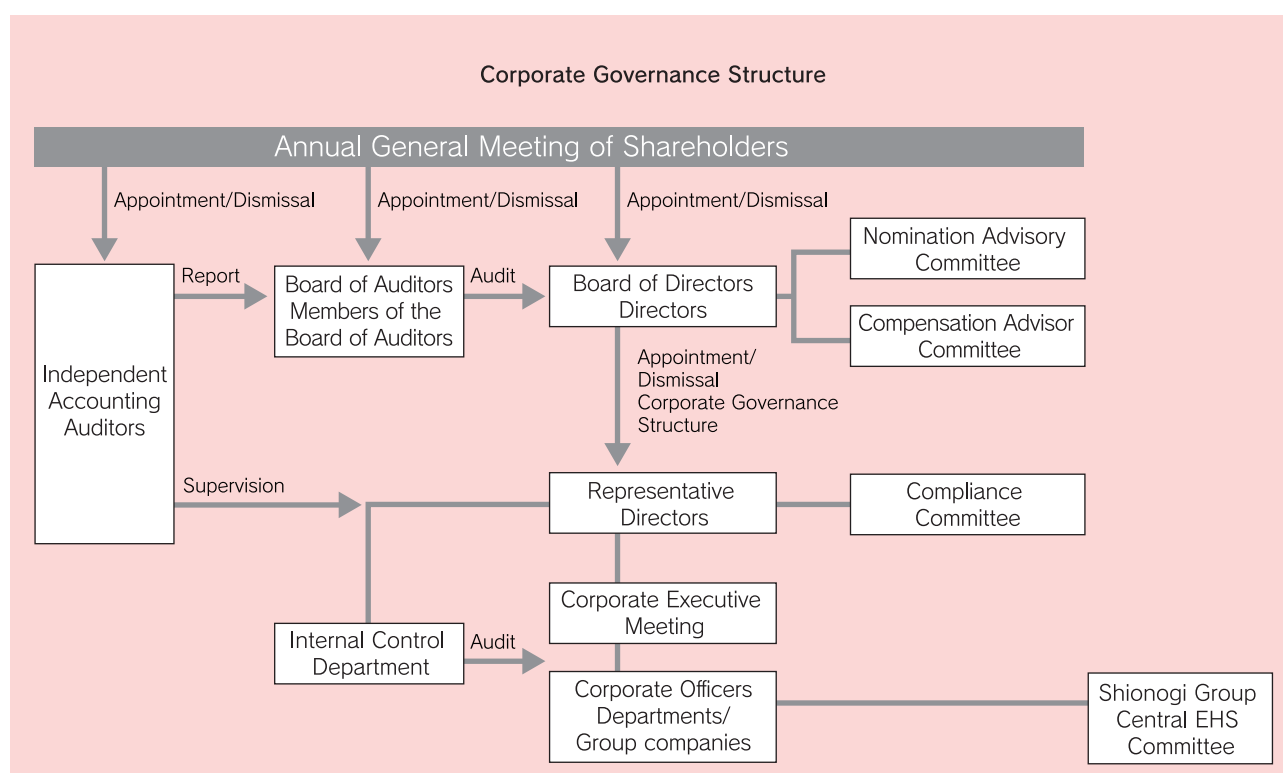 Corporate Governance Structure
Annual General Meeting of Shareholders
Appointment/Dismissal
Appointment/Dismissal
Appointment/Dismissal
Nomination Advisory
Committee
Independent
Accounting
Auditors
Report
Board of Auditors
Members of the
Board of Auditors
Audit
Board of Directors
Directors
Compensation Advisor
Committee
Appointment/
Dismissal
Corporate Governance
Structure
Supervision
Representative
Directors
Compliance
Committee
Corporate Executive
Meeting
Internal Control
Department
Audit
Corporate Officers
Departments/
Group companies
Shionogi Group
Central EHS
Committee